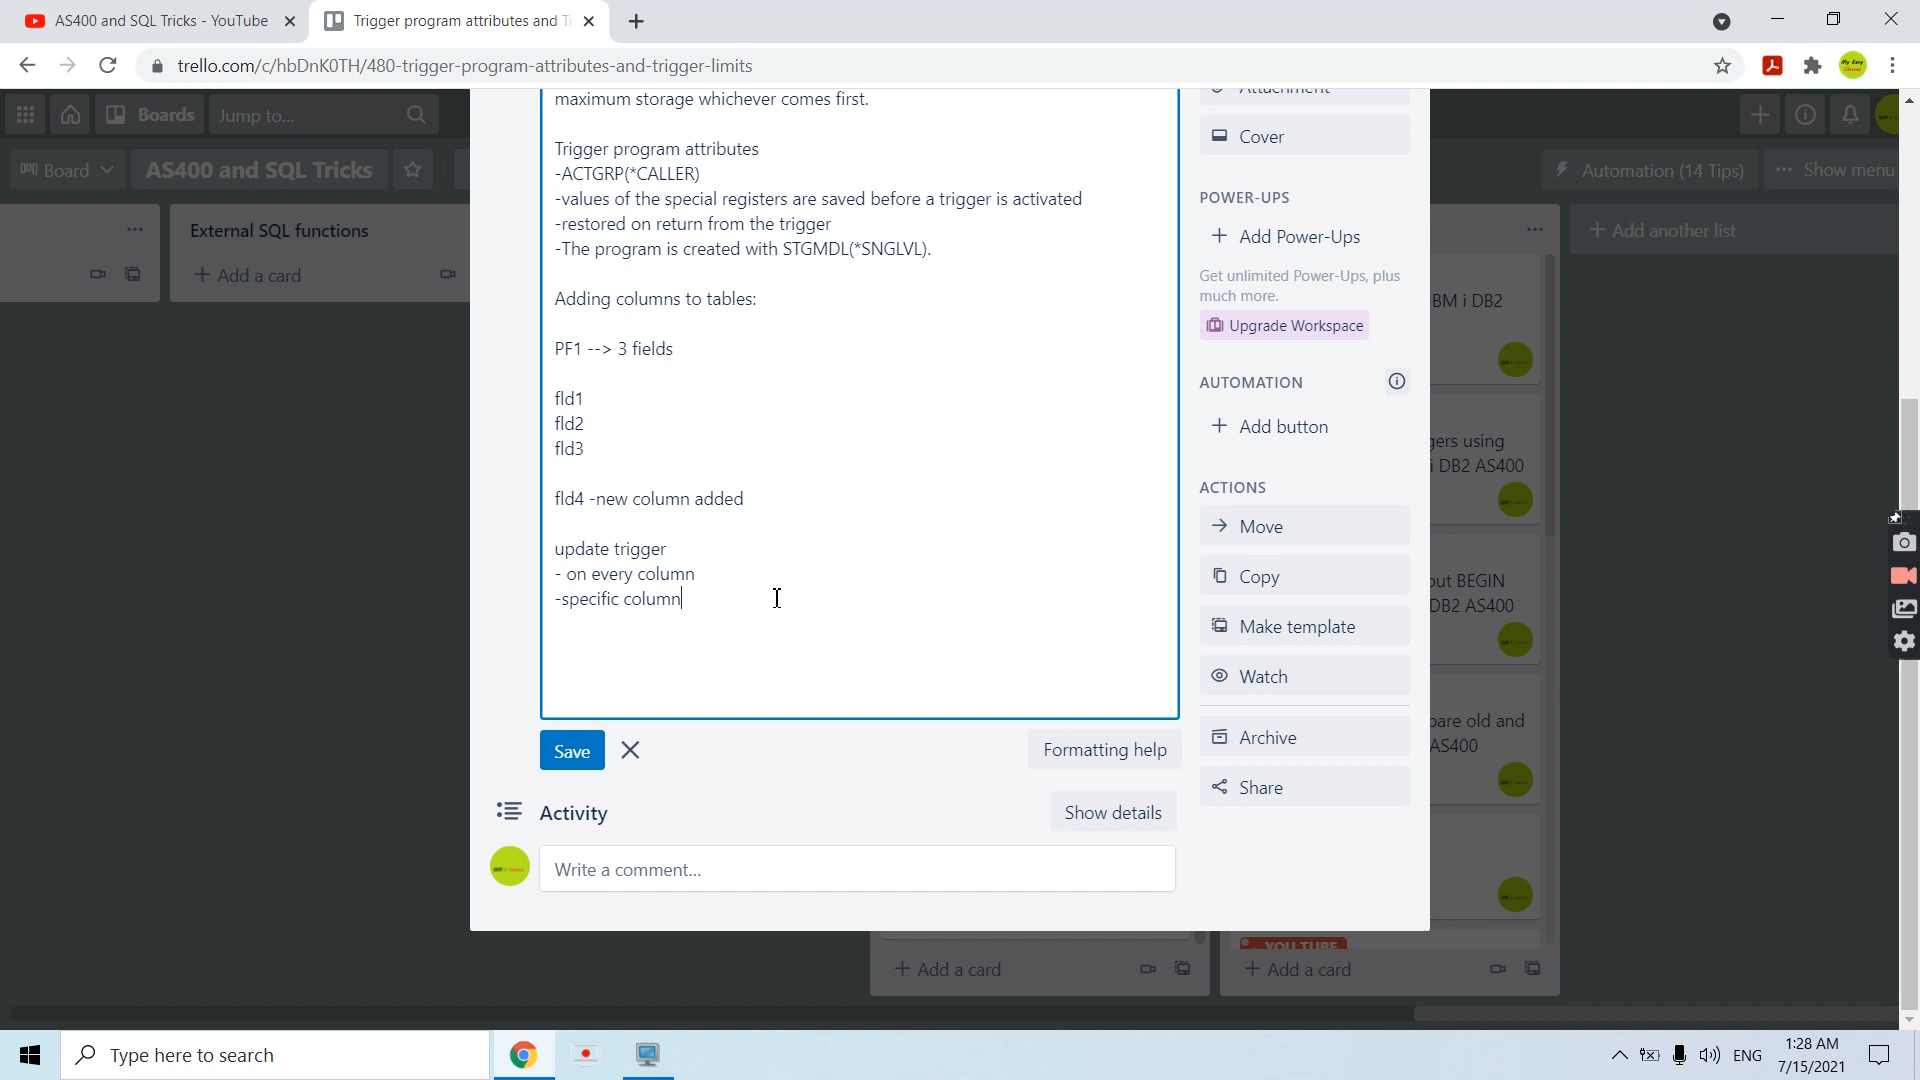 AS400 and SQL Tricks - YouTube
Trigger program attributes and T
trello.com/c/hbDnK0TH/480-trigger-program-attributes-and-trigger-limits
Boards
Jump to...
Board
AS400 and SQL Tricks
Automation (14 Tips)
Show menu
External SQL functions
+ Add a card
+ Add another list
maximum storage whichever comes first.
Trigger program attributes
-ACTGRP(*CALLER)
-values of the special registers are saved before a trigger is activated
-restored on return from the trigger
-The program is created with STGMDL(*SNGLVL).
Adding columns to tables:
PF1 --> 3 fields
fld1
fld2
fld3
fld4 -new column added
update trigger
- on every column
-specific column
Save
Formatting help
Activity
Show details
Write a comment...
Attachment
Cover
POWER-UPS
+ Add Power-Ups
Get unlimited Power-Ups, plus
much more.
Upgrade Workspace
AUTOMATION
+ Add button
ACTIONS
Move
Copy
Make template
Watch
Archive
Share
BM i DB2
gers using
i DB2 AS400
out BEGIN
DB2 AS400
pare old and
AS400
YOU TUBE
+ Add a card
+ Add a card
Type here to search
ENG
1:28 AM
7/15/2021